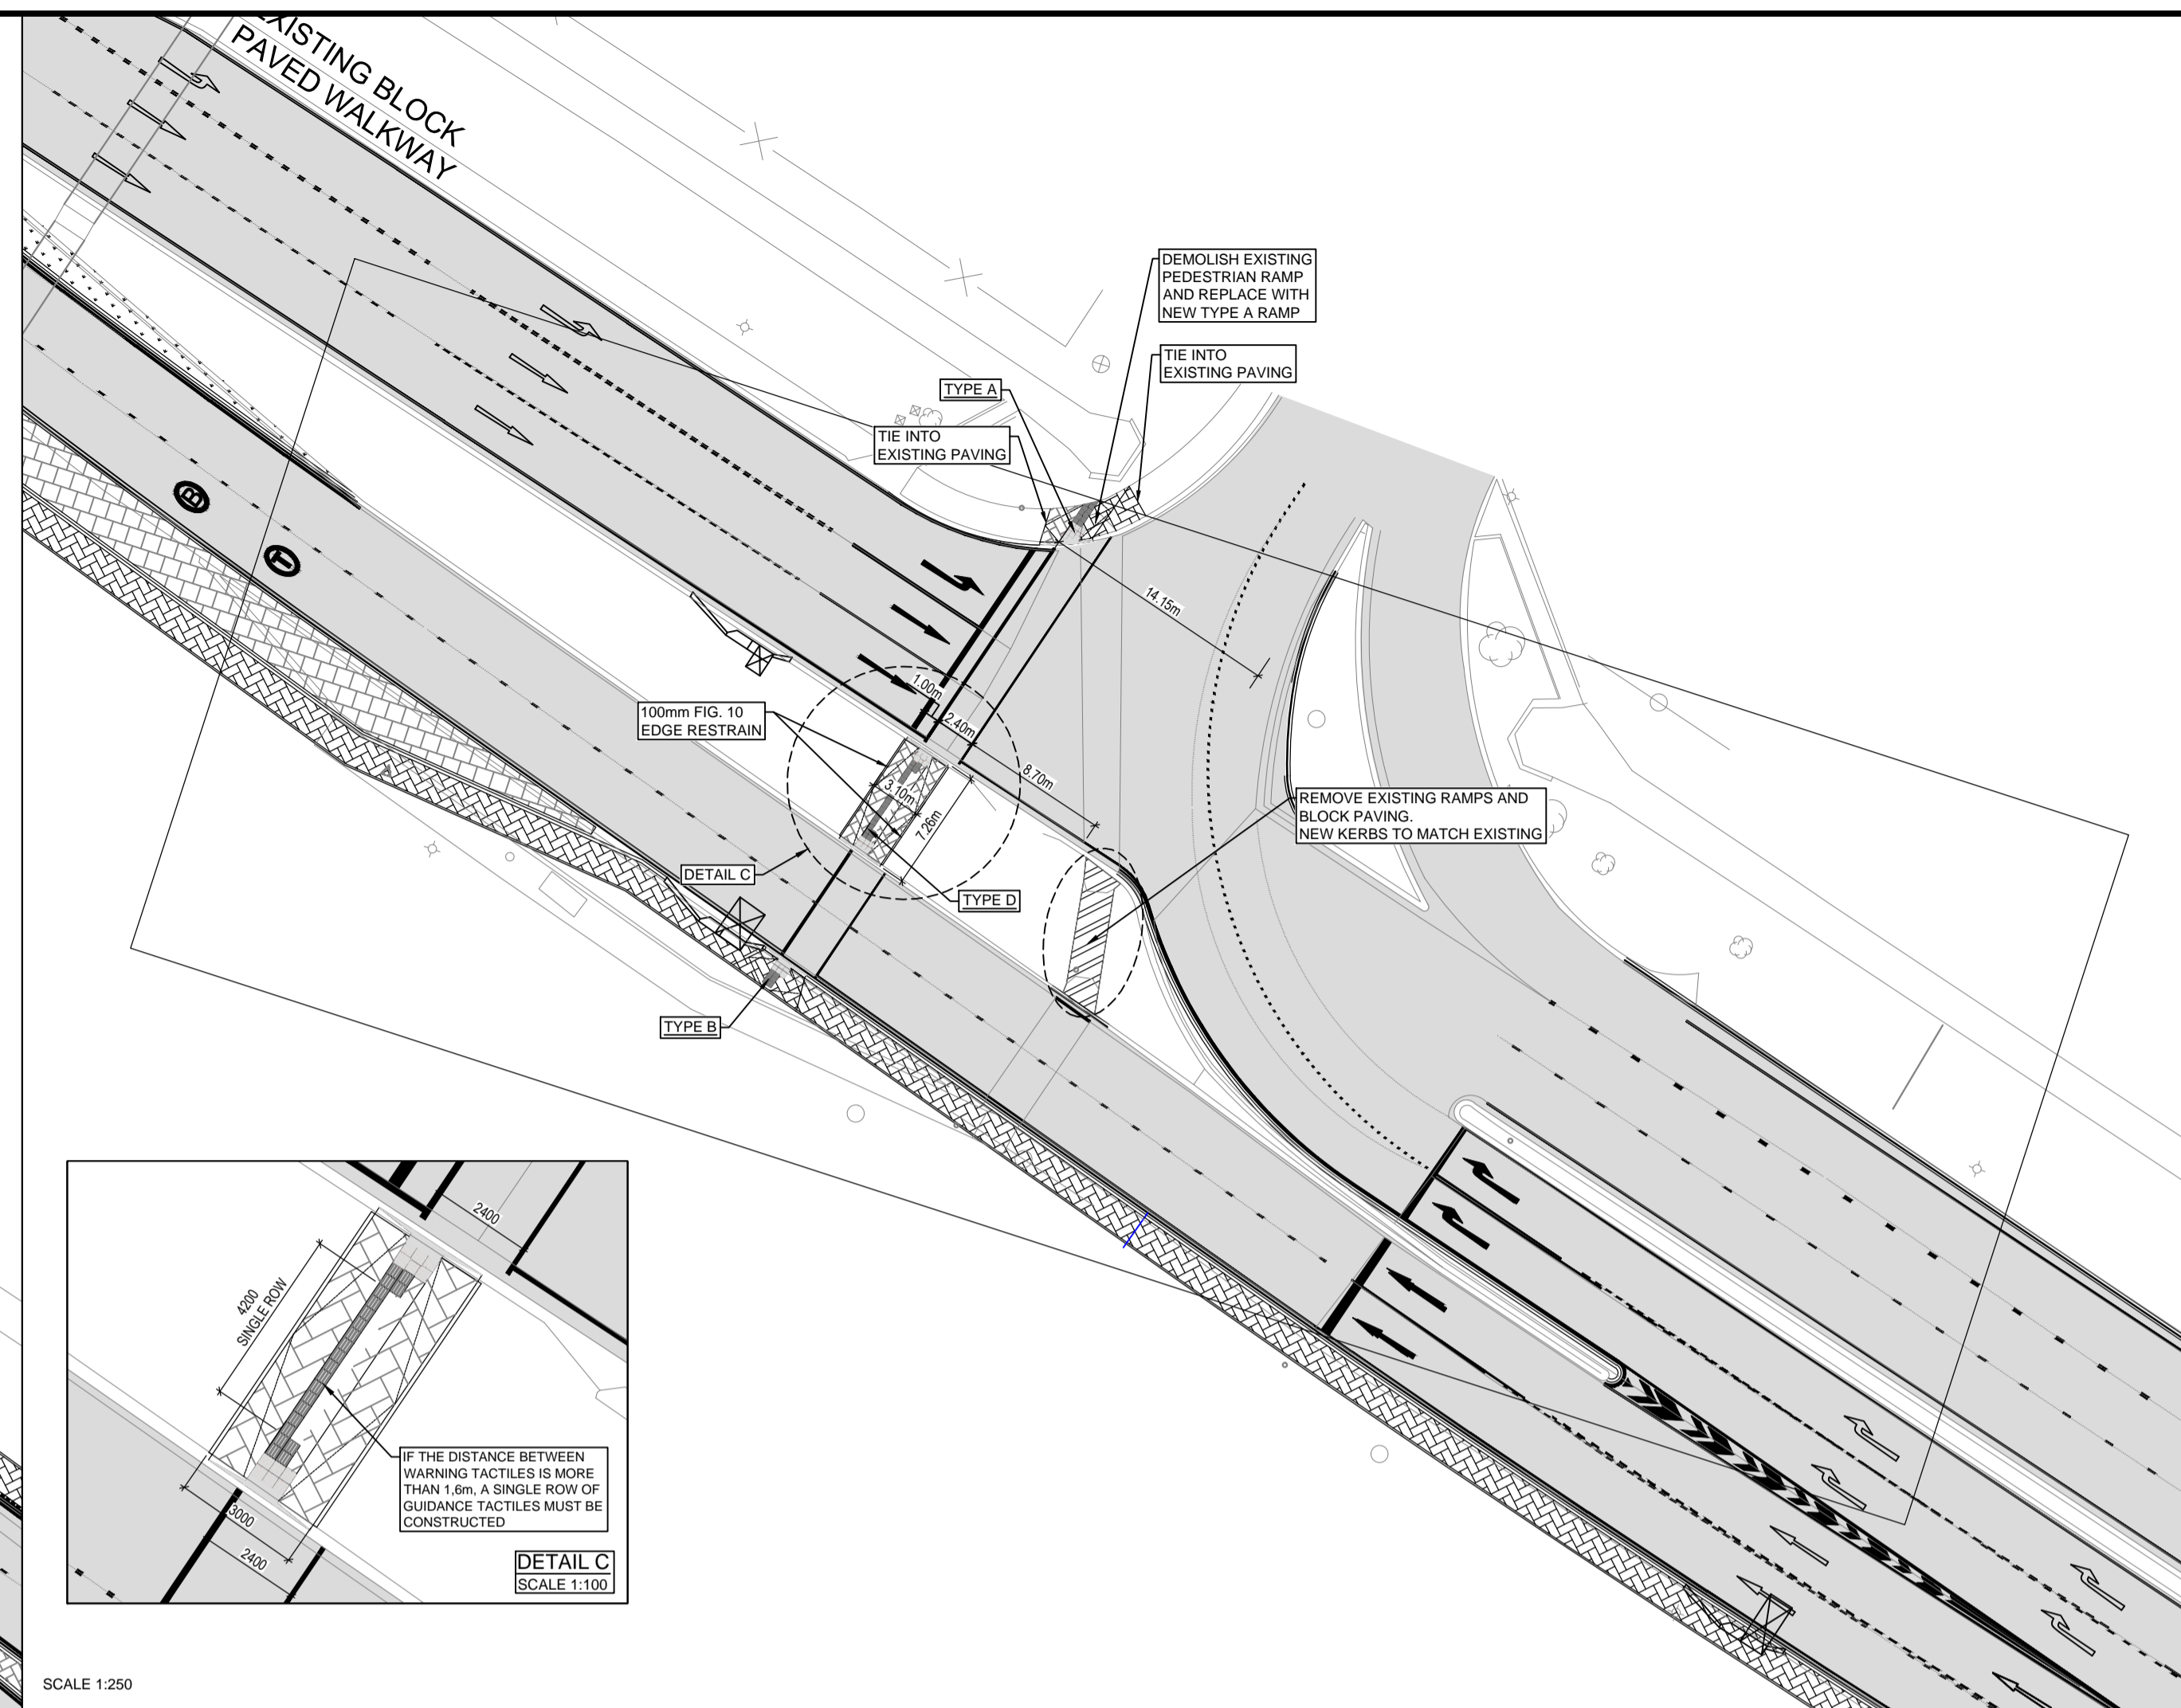 EXISTING BLOCK
PAVED WALKWAY
DEMOLISH EXISTING
PEDESTRIAN RAMP
AND REPLACE WITH
NEW TYPE A RAMP
TIE INTO
EXISTING PAVING
TYPE A
TIE INTO
EXISTING PAVING
B
T
14.15m
1.00m
2.40m
8.70m
100mm FIG. 10
EDGE RESTRAIN
3.10m
7.26m
REMOVE EXISTING RAMPS AND
BLOCK PAVING.
NEW KERBS TO MATCH EXISTING
DETAIL C
TYPE D
TYPE B
2400
4200
SINGLE ROW
IF THE DISTANCE BETWEEN
WARNING TACTILES IS MORE
THAN 1,6m, A SINGLE ROW OF
GUIDANCE TACTILES MUST BE
CONSTRUCTED
3000
2400
DETAIL C
SCALE 1:100
SCALE 1:250